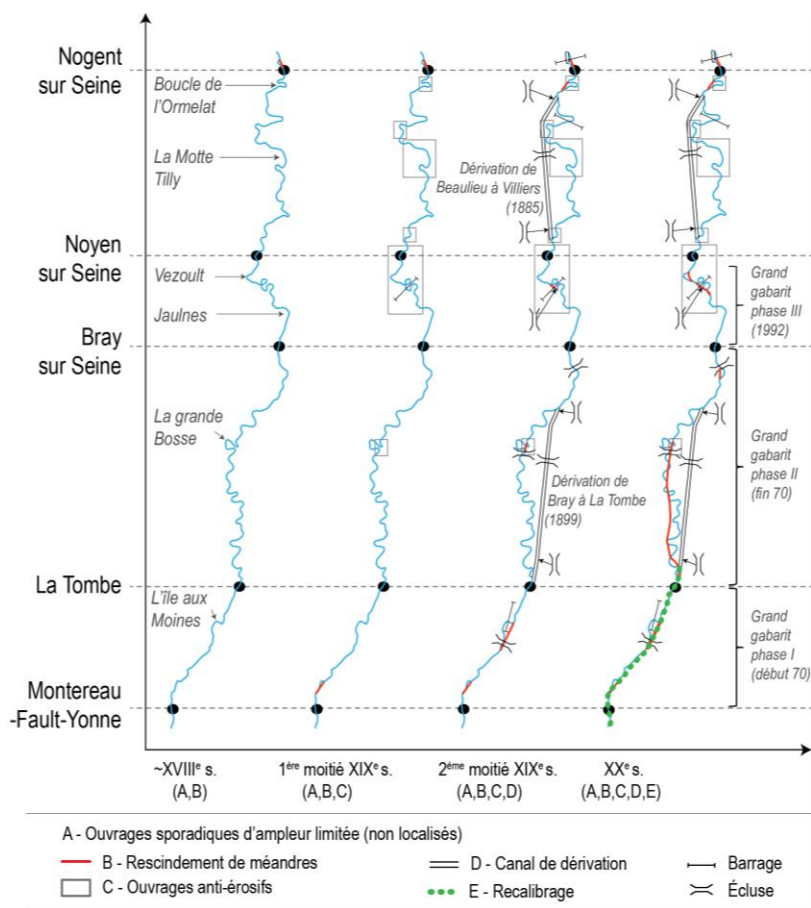 Nogent
sur Seine
Boucle de
l'Ormelat
La Motte
Tilly
Dérivation de
Beaulieu à Villiers
(1885)
Noyen
sur Seine
Vezoult
Jaulnes
Grand
gabarit
phase III
(1992)
Bray
sur Seine
La grande
Bosse
Dérivation de
Bray à La Tombe
(1899)
Grand
gabarit
phase II
(fin 70)
La Tombe
L'île aux
Moines
Grand
gabarit
phase I
(début 70)
Montereau
-Fault-Yonne
~XVIIIe s.
(A,B)
1ère moitié XIXe s.
(A,B,C)
2ème moitié XIXe s.
(A,B,C,D)
XXe s.
(A,B,C,D,E)
A - Ouvrages sporadiques d'ampleur limitée (non localisés)
B - Rescindement de méandres
D - Canal de dérivation
Barrage
C - Ouvrages anti-érosifs
E - Recalibrage
Écluse